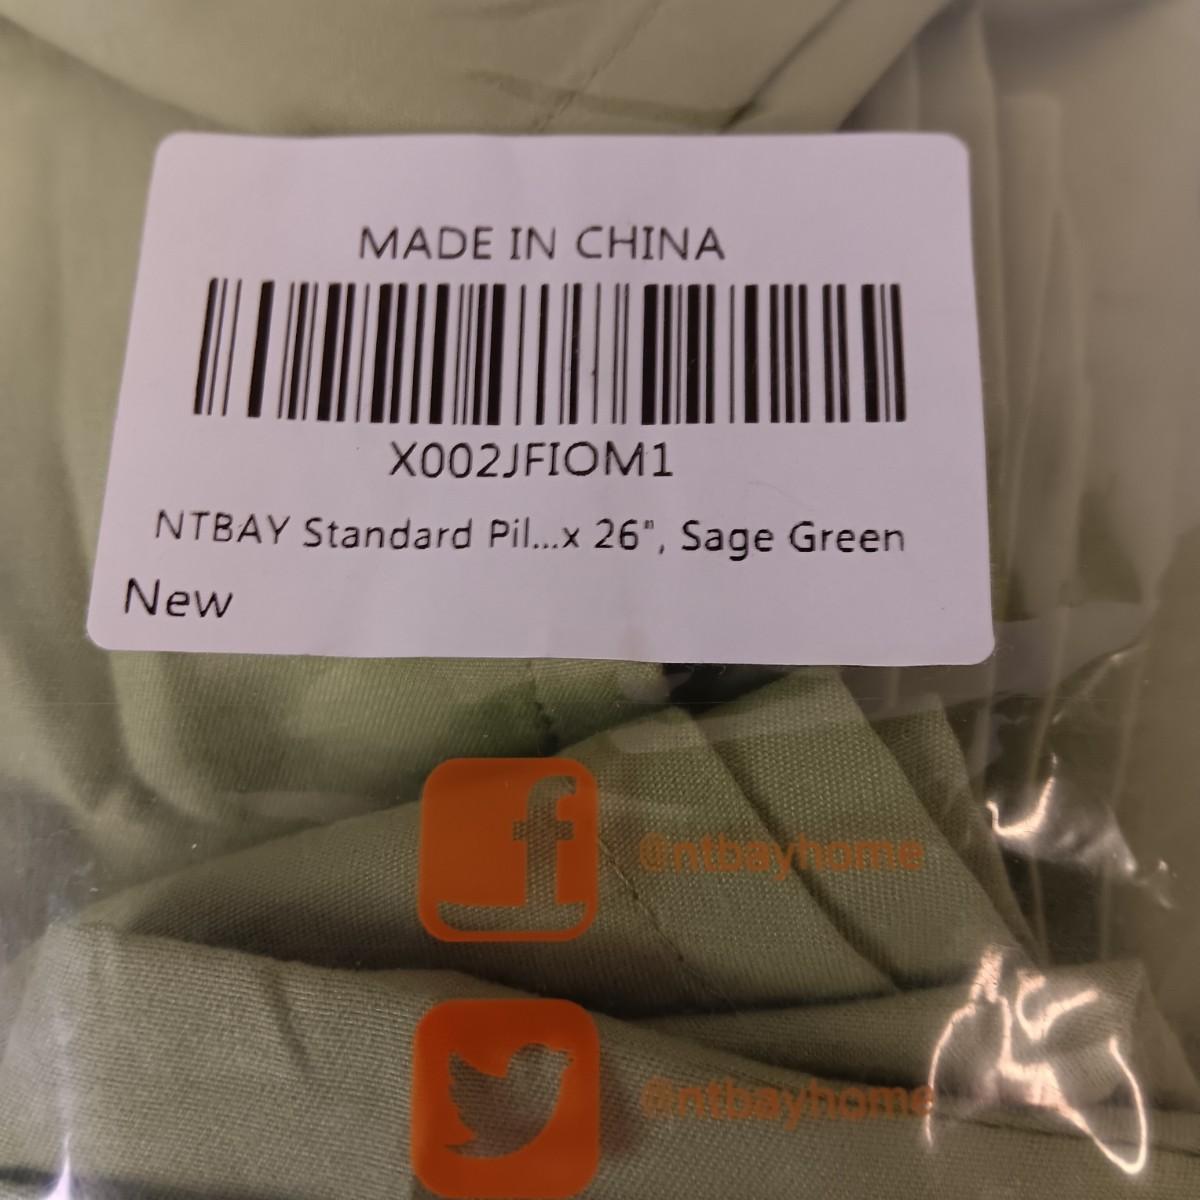 MADE IN CHINA
X002JFIOM1
NTBAY Standard Pil...x 26", Sage Green
New
@ntbayhome
@ntbayhome